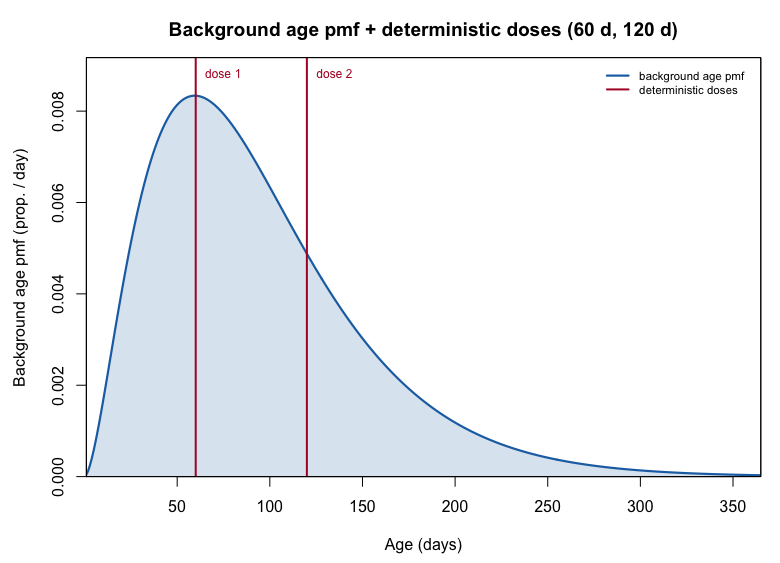 Background age pmf + deterministic doses (60 d, 120 d)
dose 1
dose 2
background age pmf
deterministic doses
Background age pmf (prop. / day)
0.008
0.006
0.004
0.002
0.000
50
100
150
200
250
300
350
Age (days)